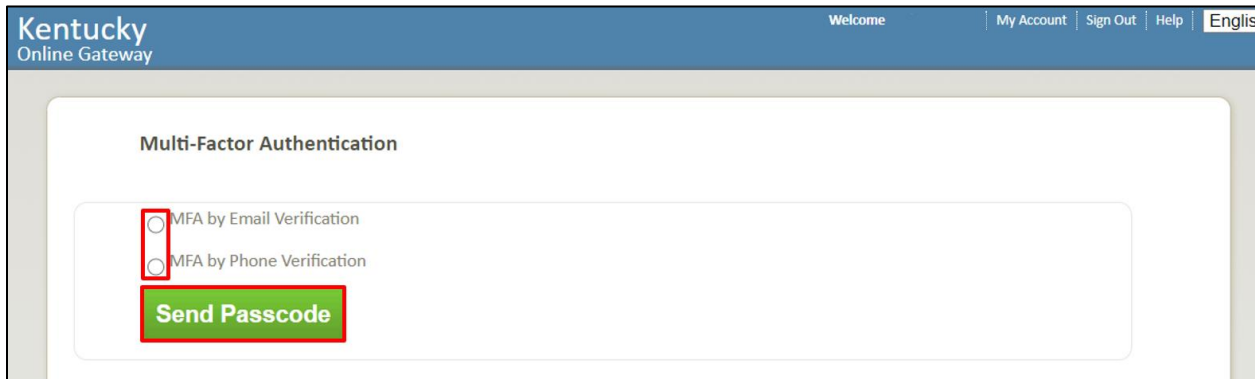 Kentucky
Online Gateway
Welcome My Account Sign Out Help Englis
Multi-Factor Authentication
MFA by Email Verification
MFA by Phone Verification
Send Passcode